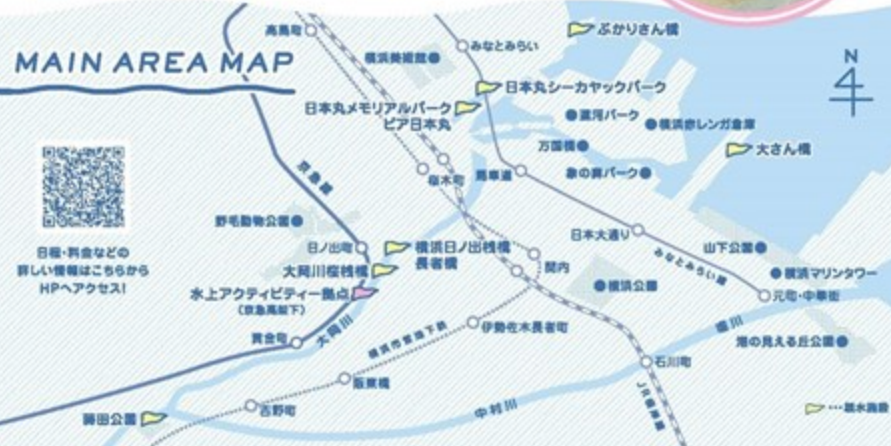 MAIN AREA MAP
日程・料金などの
詳しい情報はこちらから
HPへアクセス!
高島町
横浜美術館
みなとみらい
ぷかりさん橋
N
日本丸シーカヤックパーク
日本丸メモリアルパーク
ピア日本丸
運河パーク
横浜赤レンガ倉庫
万国橋
大さん橋
桜木町
馬車道
象の鼻パーク
京急線
野毛動物公園
日ノ出町
横浜日ノ出桟橋
長者橋
大岡川桜桟橋
水上アクティビティー拠点
(京急高架下)
関内
日本大通り
みなとみらい線
山下公園
横浜マリンタワー
横浜公園
元町・中華街
黄金町
大岡川
横浜市営地下鉄
伊勢佐木長者町
堀川
港の見える丘公園
石川町
阪東橋
吉野町
中村川
JR根岸線
蒔田公園
…親水施設